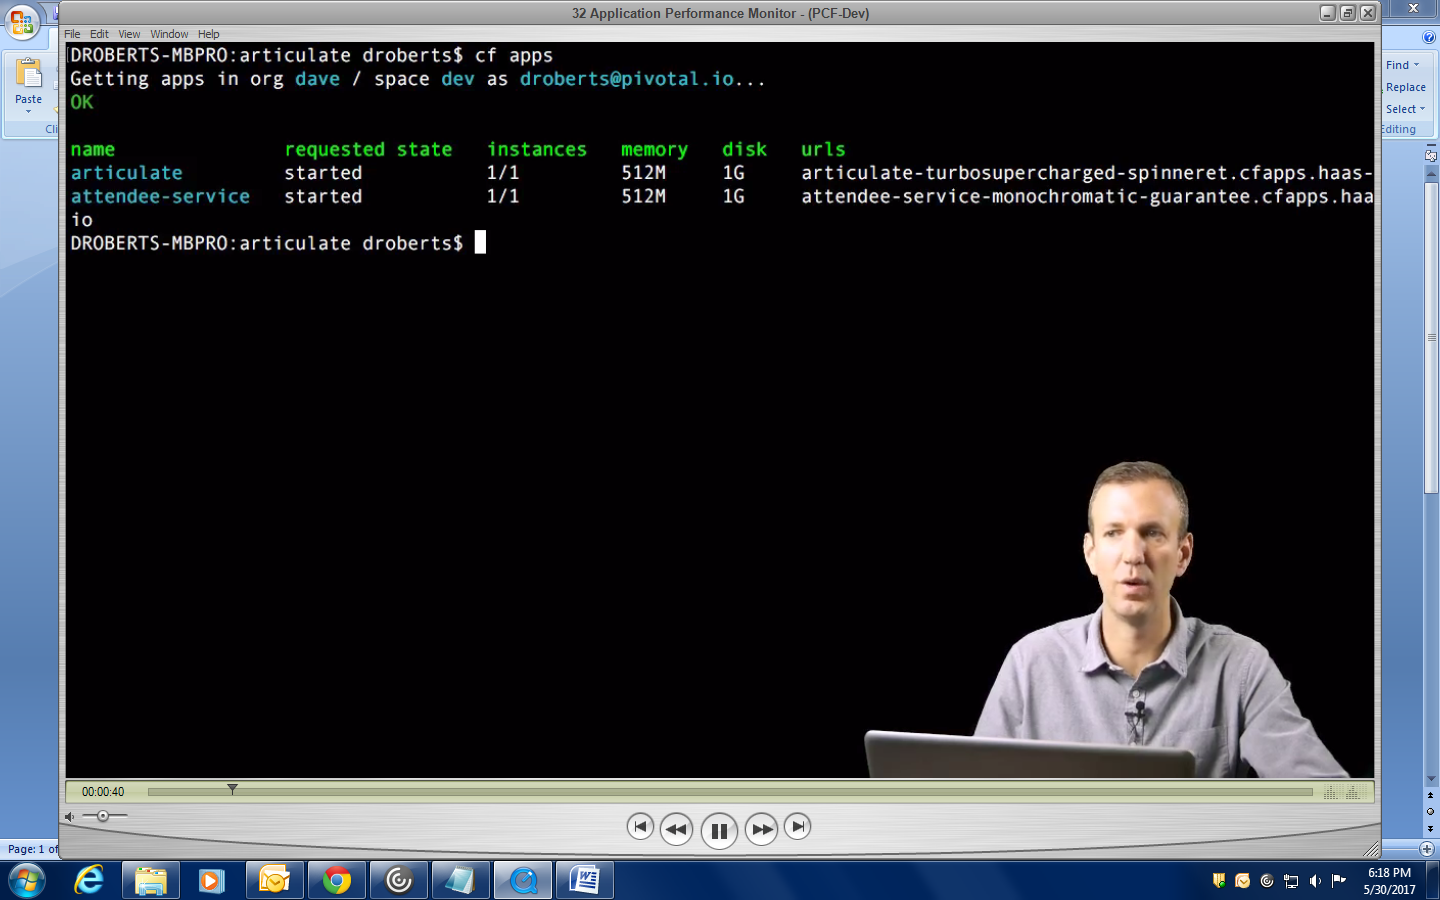 32 Application Performance Monitor - (PCF-Dev)
File Edit View Window Help
DROBERTS-MBPRO:articulate droberts$ cf apps
Getting apps in org dave / space dev as droberts@pivotal.io...
OK
name requested state instances memory disk urls
articulate started 1/1 512M 1G articulate-turbosupercharged-spinneret.cfapps.haas-
attendee-service started 1/1 512M 1G attendee-service-monochromatic-guarantee.cfapps.haa
io
DROBERTS-MBPRO:articulate droberts$
Paste
Cli
Find
Replace
Select
Editing
00:00:40
Page: 1 of
6:18 PM
5/30/2017